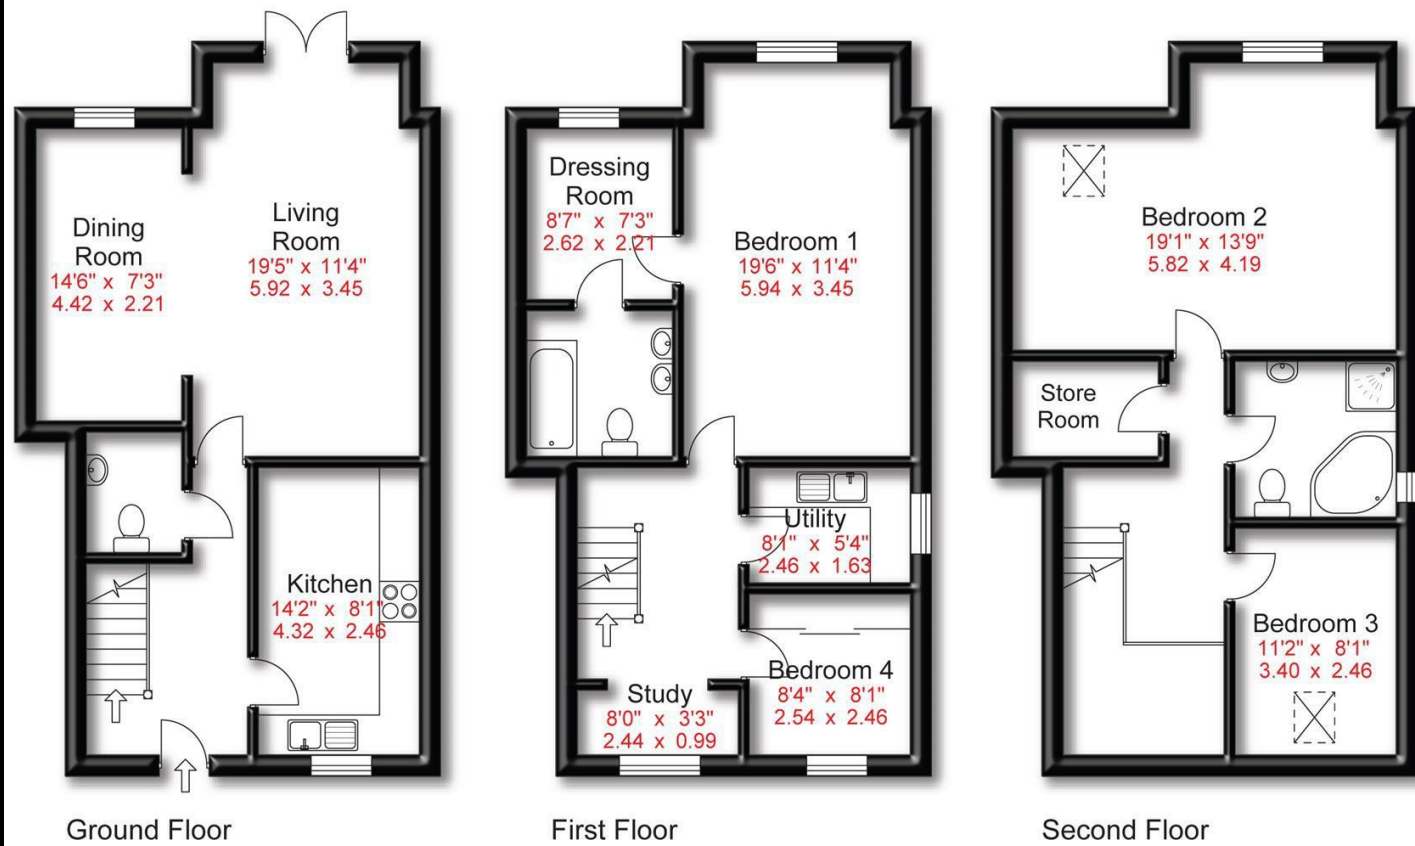 Dining
Room
14'6" x 7'3"
4.42 x 2.21
Living
Room
19'5" x 11'4"
5.92 x 3.45
Kitchen
14'2" x 8'1"
4.32 x 2.46
Ground Floor
Dressing
Room
8'7" x 7'3"
2.62 x 2.21
Bedroom 1
19'6" x 11'4"
5.94 x 3.45
Utility
8'1" x 5'4"
2.46 x 1.63
Bedroom 4
8'4" x 8'1"
2.54 x 2.46
Study
8'0" x 3'3"
2.44 x 0.99
First Floor
Bedroom 2
19'1" x 13'9"
5.82 x 4.19
Store
Room
Bedroom 3
11'2" x 8'1"
3.40 x 2.46
Second Floor